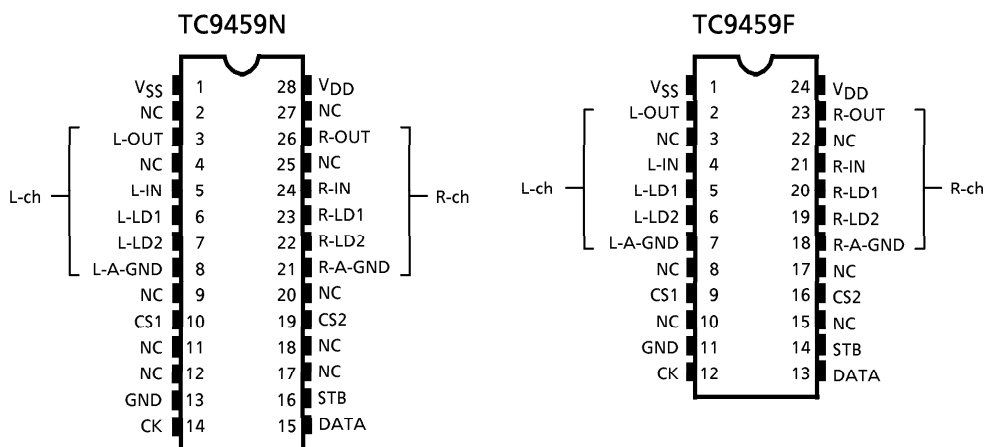 TC9459N
VSS 1 28 VDD
NC 2 27 NC
L-OUT 3 26 R-OUT
NC 4 25 NC
L-IN 5 24 R-IN
L-LD1 6 23 R-LD1
L-LD2 7 22 R-LD2
L-A-GND 8 21 R-A-GND
NC 9 20 NC
CS1 10 19 CS2
NC 11 18 NC
NC 12 17 NC
GND 13 16 STB
CK 14 15 DATA
L-ch
R-ch
TC9459F
VSS 1 24 VDD
L-OUT 2 23 R-OUT
NC 3 22 NC
L-IN 4 21 R-IN
L-LD1 5 20 R-LD1
L-LD2 6 19 R-LD2
L-A-GND 7 18 R-A-GND
NC 8 17 NC
CS1 9 16 CS2
NC 10 15 NC
GND 11 14 STB
CK 12 13 DATA
L-ch
R-ch